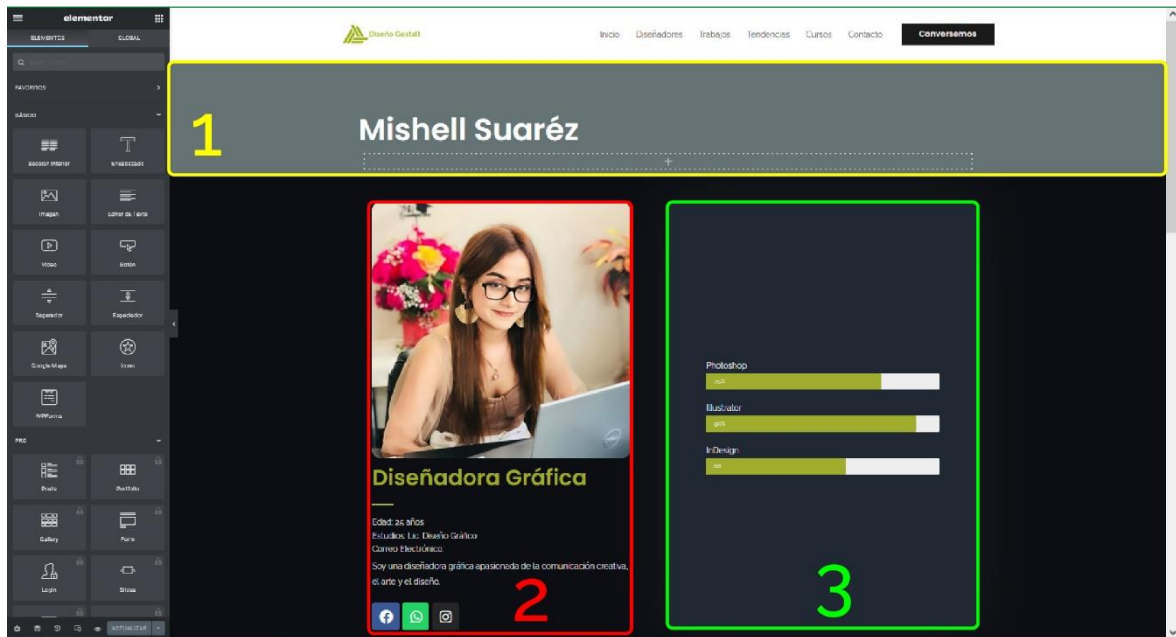 elementor
ELEMENTOS GLOBAL
FAVORITOS
BÁSICO
Imagen Editor de Texto
Video Botón
Separador Espaciador
Google Maps Icono
WPForms
PRO
Posts Portfolio
Gallery Form
Login Slides
ACTUALIZAR
Diseño Gestalt
Inicio Diseñadores Trabajos Tendencias Cursos Contacto Conversemos
1
Mishell Suaréz
+
Diseñadora Gráfica
Edad: 25 años
Estudios: Lic. Diseño Gráfico
Correo Electrónico:
Soy una diseñadora gráfica apasionada de la comunicación creativa,
el arte y el diseño.
2
Photoshop
Illustrator
InDesign
3